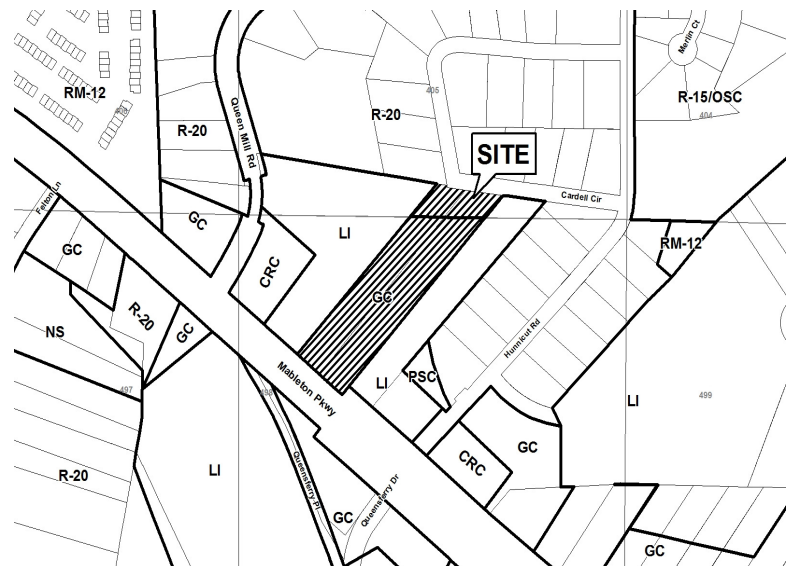 RM-12
R-20
Queen Mill Rd
405
R-20
Merlin Ct
R-15/OSC
404
SITE
Cardell Cir
Felton Ln
GC
GC
LI
RM-12
CRC
GC
R-20
GC
Hunnicut Rd
NS
497
498
Mableton Pkwy
LI
PSC
LI
499
GC
R-20
LI
CRC
Queensferry Pl
GC
Queensferry Dr
GC